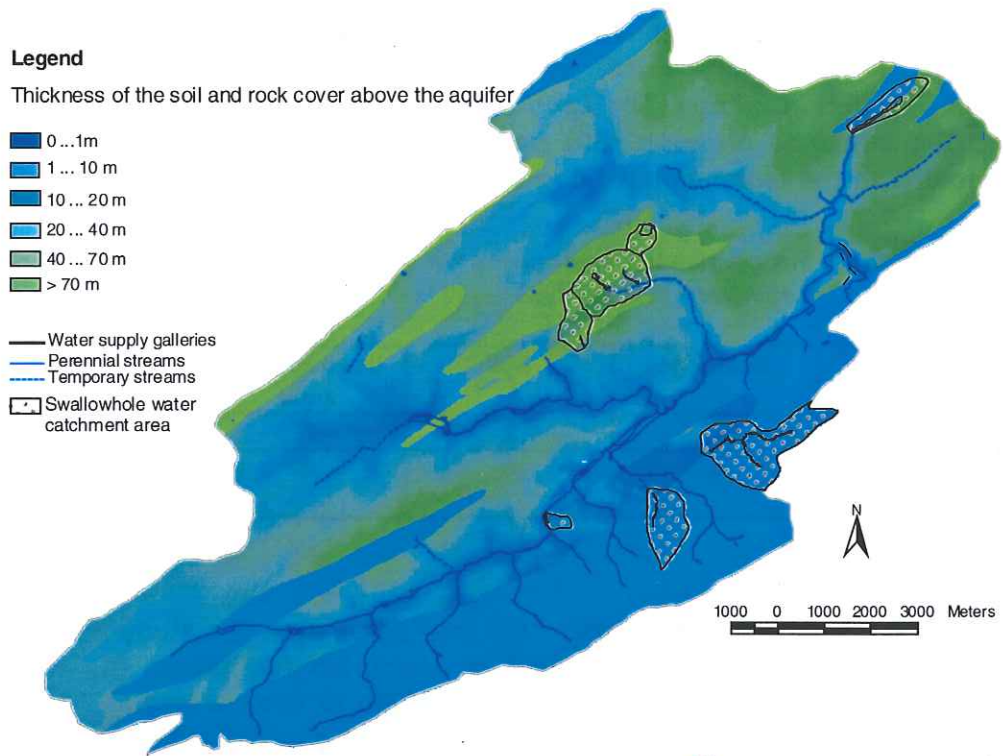 Legend
Thickness of the soil and rock cover above the aquifer
0 ...1m
1 ... 10 m
10 ... 20 m
20 ... 40 m
40 ... 70 m
> 70 m
Water supply galleries
Perennial streams
Temporary streams
Swallowhole water
catchment area
N
1000 0 1000 2000 3000 Meters